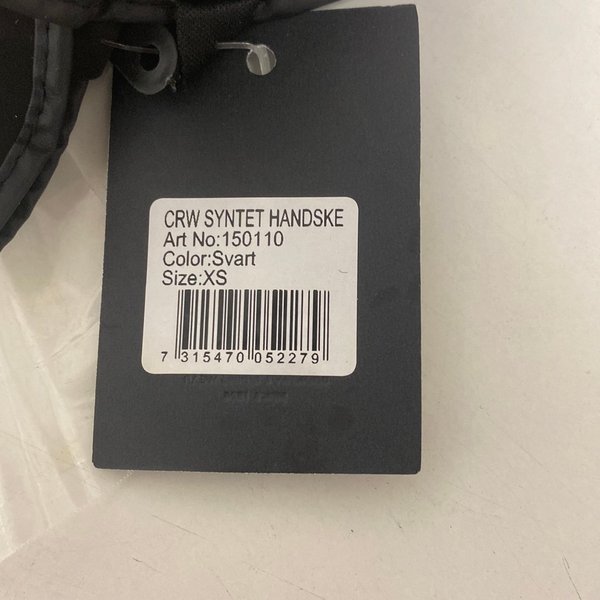 CRW SYNTET HANDSKE
Art No:150110
Color:Svart
Size:XS
7 315470 052279